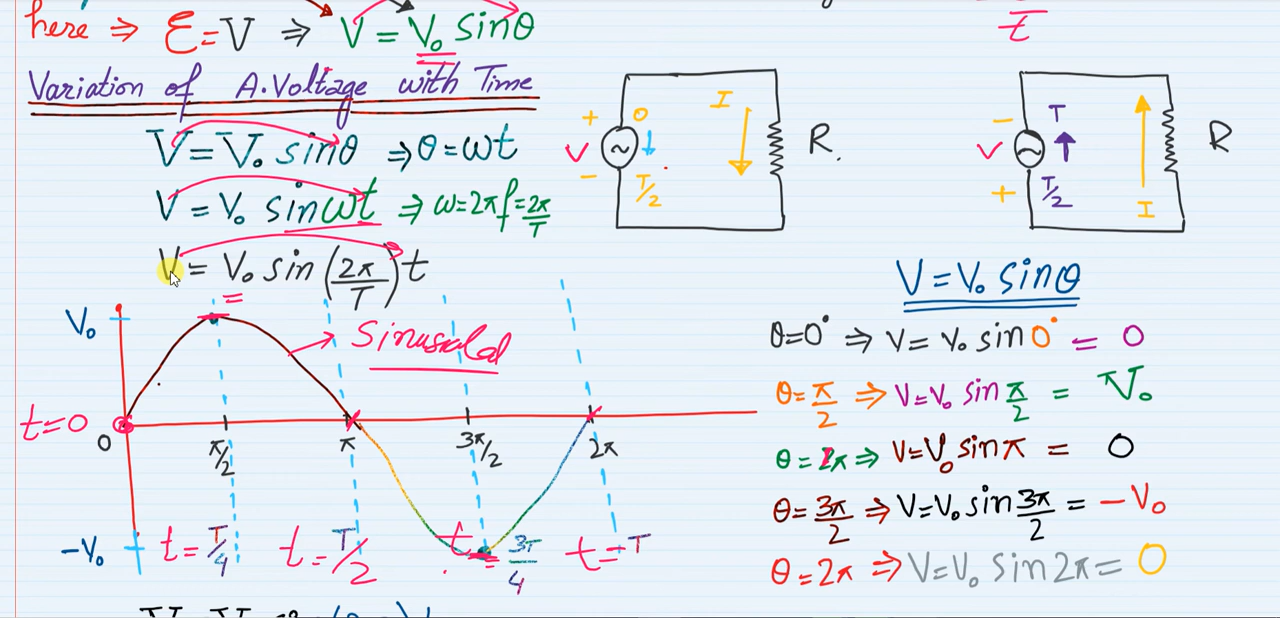 here ⇒ Ɛ=V ⇒ V=V₀ sinθ
t
Variation of A.Voltage with Time
V=V₀ sinθ ⇒θ=ωt
V=V₀ sinωt ⇒ω=2πf=2π/T
V= V₀ sin(2π/T)t
+ 0 I
V ~ R.
- T/2
- T
V ~ R
+ T/2 I
V₀
Sinusoidal
t=0
0 π/2 π 3π/2 2π
-V₀ t=T/4 t=T/2 t=3T/4 t=T
V=V₀ sinθ
θ=0° ⇒ V= V₀ sin0° = 0
θ=π/2 ⇒ V=V₀ sin π/2 = V₀
θ=π⇒ V=V₀ sinπ = 0
θ=3π/2 ⇒V=V₀ sin3π/2 = -V₀
θ=2π ⇒V=V₀ sin2π= 0